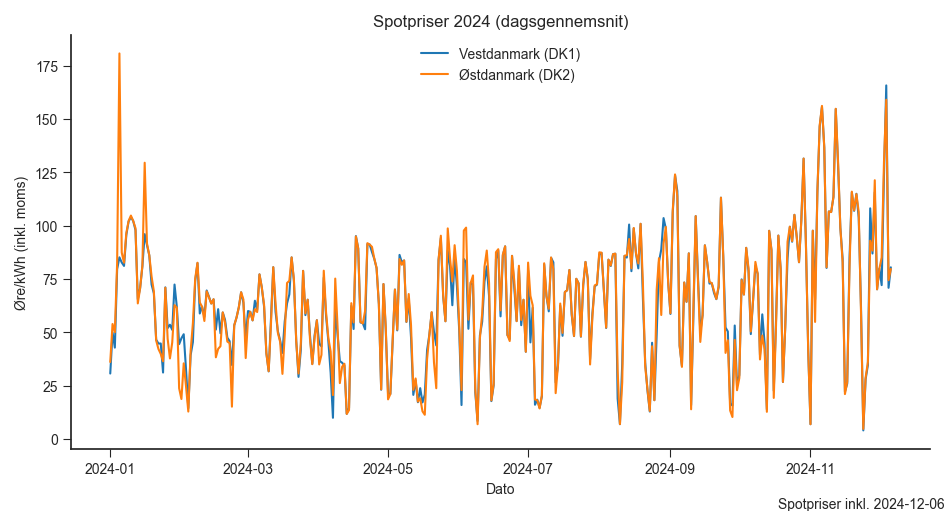 Spotpriser 2024 (dagsgennemsnit)
Vestdanmark (DK1)
Østdanmark (DK2)
Øre/kWh (inkl. moms)
175
150
125
100
75
50
25
0
2024-01
2024-03
2024-05
2024-07
2024-09
2024-11
Dato
Spotpriser inkl. 2024-12-06